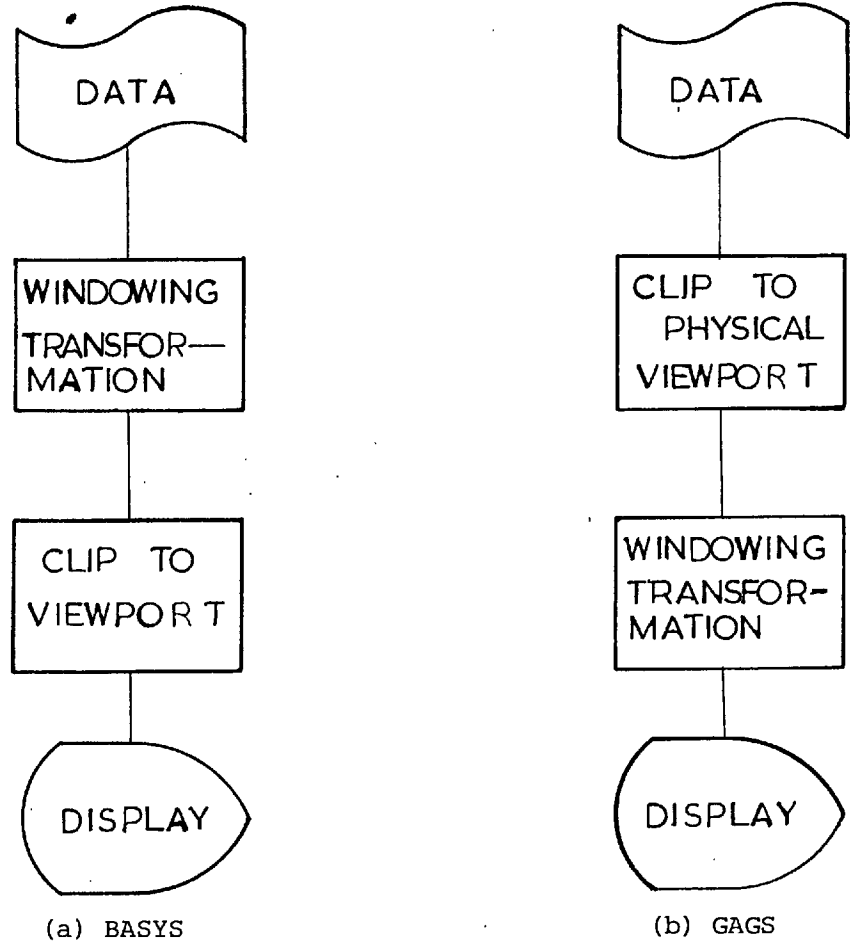 DATA
WINDOWING
TRANSFOR—
MATION
CLIP TO
VIEWPORT
DISPLAY
(a) BASYS
DATA
CLIP TO
PHYSICAL
VIEWPORT
WINDOWING
TRANSFOR-
MATION
DISPLAY
(b) GAGS